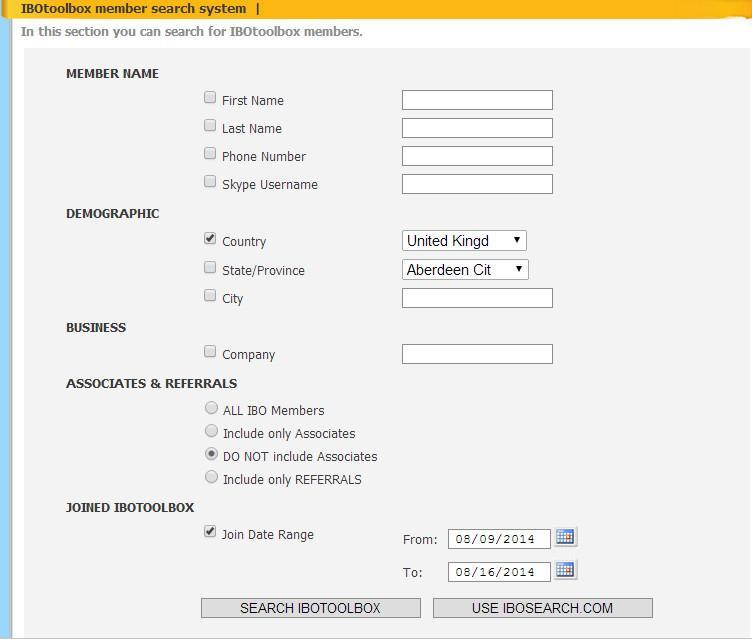 IBOtoolbox member search system |
In this section you can search for IBOtoolbox members.
MEMBER NAME
First Name
Last Name
Phone Number
Skype Username
DEMOGRAPHIC
Country United Kingd
State/Province Aberdeen Cit
City
BUSINESS
Company
ASSOCIATES & REFERRALS
ALL IBO Members
Include only Associates
DO NOT include Associates
Include only REFERRALS
JOINED IBOTOOLBOX
Join Date Range From: 08/09/2014
To: 08/16/2014
SEARCH IBOTOOLBOX USE IBOSEARCH.COM